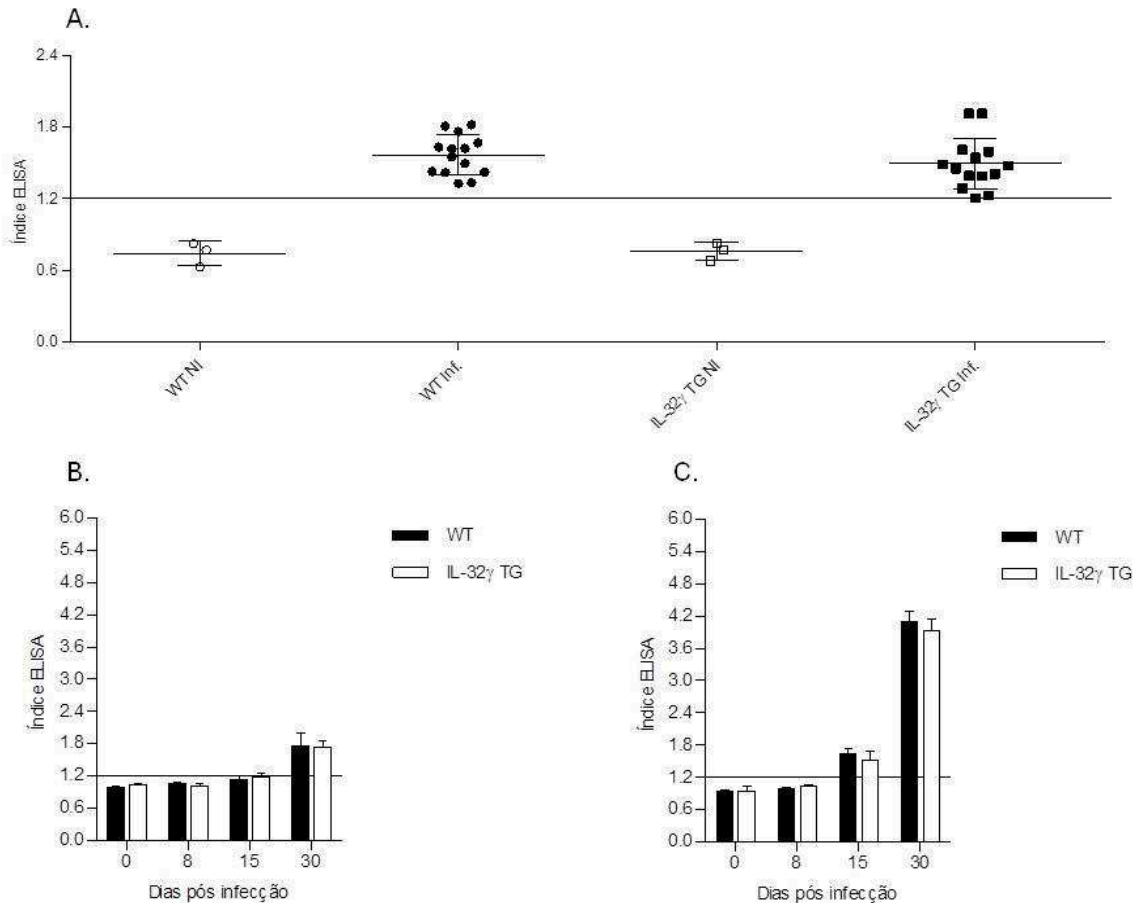 A.
Índice ELISA
2.4
1.8
1.2
0.6
0.0
WT NI
WT Inf.
IL-32γ TG NI
IL-32γ TG Inf.
B.
Índice ELISA
6.0
5.4
4.8
4.2
3.6
3.0
2.4
1.8
1.2
0.6
0.0
0 8 15 30
Dias pós infecção
WT
IL-32γ TG
C.
Índice ELISA
6.0
5.4
4.8
4.2
3.6
3.0
2.4
1.8
1.2
0.6
0.0
0 8 15 30
Dias pós infecção
WT
IL-32γ TG